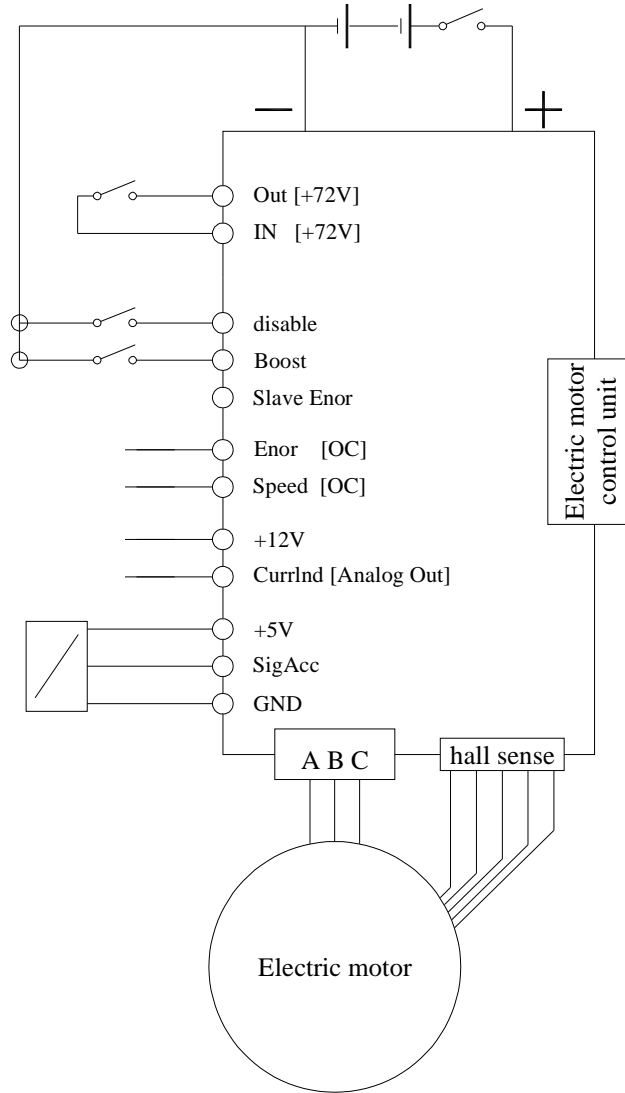 — +
Out [+72V]
IN [+72V]
disable
Boost
Slave Enor
Enor [OC]
Speed [OC]
+12V
CurrInd [Analog Out]
+5V
SigAcc
GND
Electric motor
control unit
A B C
hall sense
Electric motor